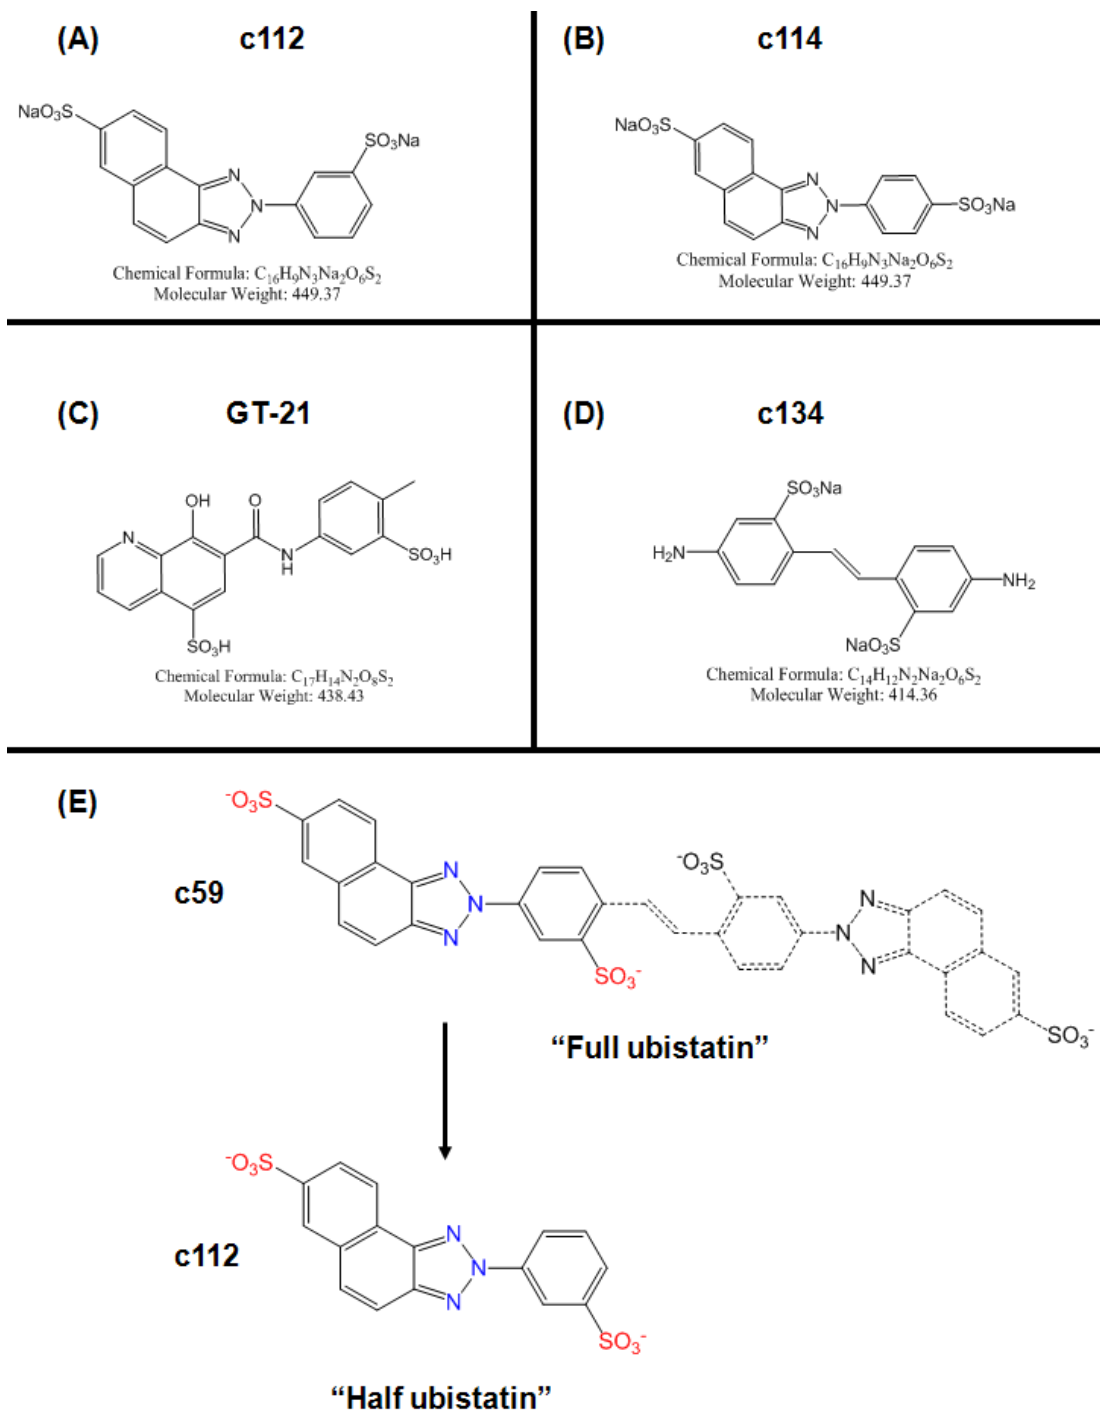 (A) c112
NaO₃S
SO₃Na
N
N
N
Chemical Formula: C₁₆H₉N₃Na₂O₆S₂
Molecular Weight: 449.37
(B) c114
NaO₃S
N
N
N
SO₃Na
Chemical Formula: C₁₆H₉N₃Na₂O₆S₂
Molecular Weight: 449.37
(C) GT-21
OH
O
N
N
H
SO₃H
SO₃H
Chemical Formula: C₁₇H₁₄N₂O₈S₂
Molecular Weight: 438.43
(D) c134
SO₃Na
H₂N
NH₂
NaO₃S
Chemical Formula: C₁₄H₁₂N₂Na₂O₆S₂
Molecular Weight: 414.36
(E)
⁻O₃S
c59
N
N
N
SO₃⁻
⁻O₃S
N
N
N
SO₃⁻
“Full ubistatin”
⁻O₃S
c112
N
N
N
SO₃⁻
“Half ubistatin”